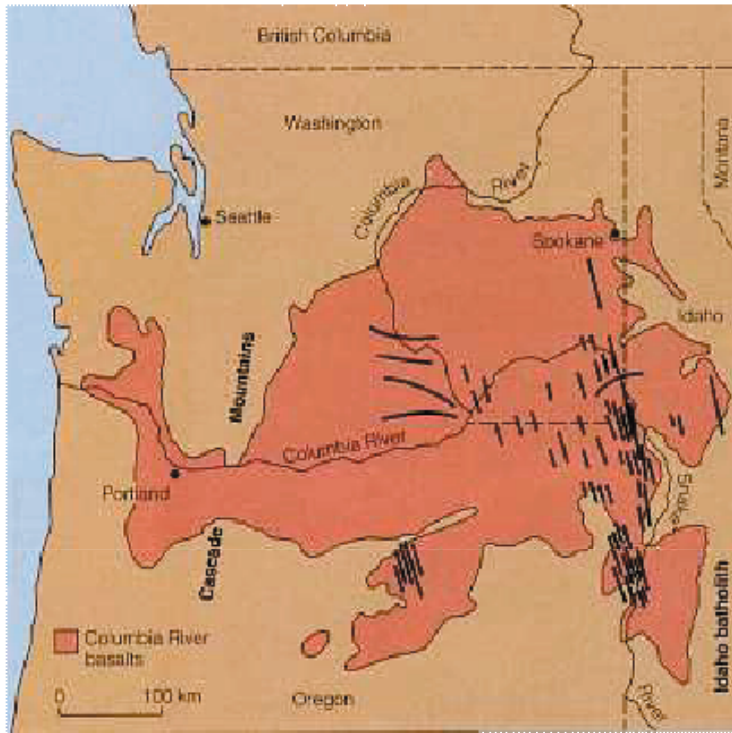 British Columbia
Washington
Montana
Columbia
River
Seattle
Spokane
Idaho
Mountains
Columbia River
Portland
Snake
Cascade
Columbia River
basalts
Idaho batholith
0 100 km
Oregon
River